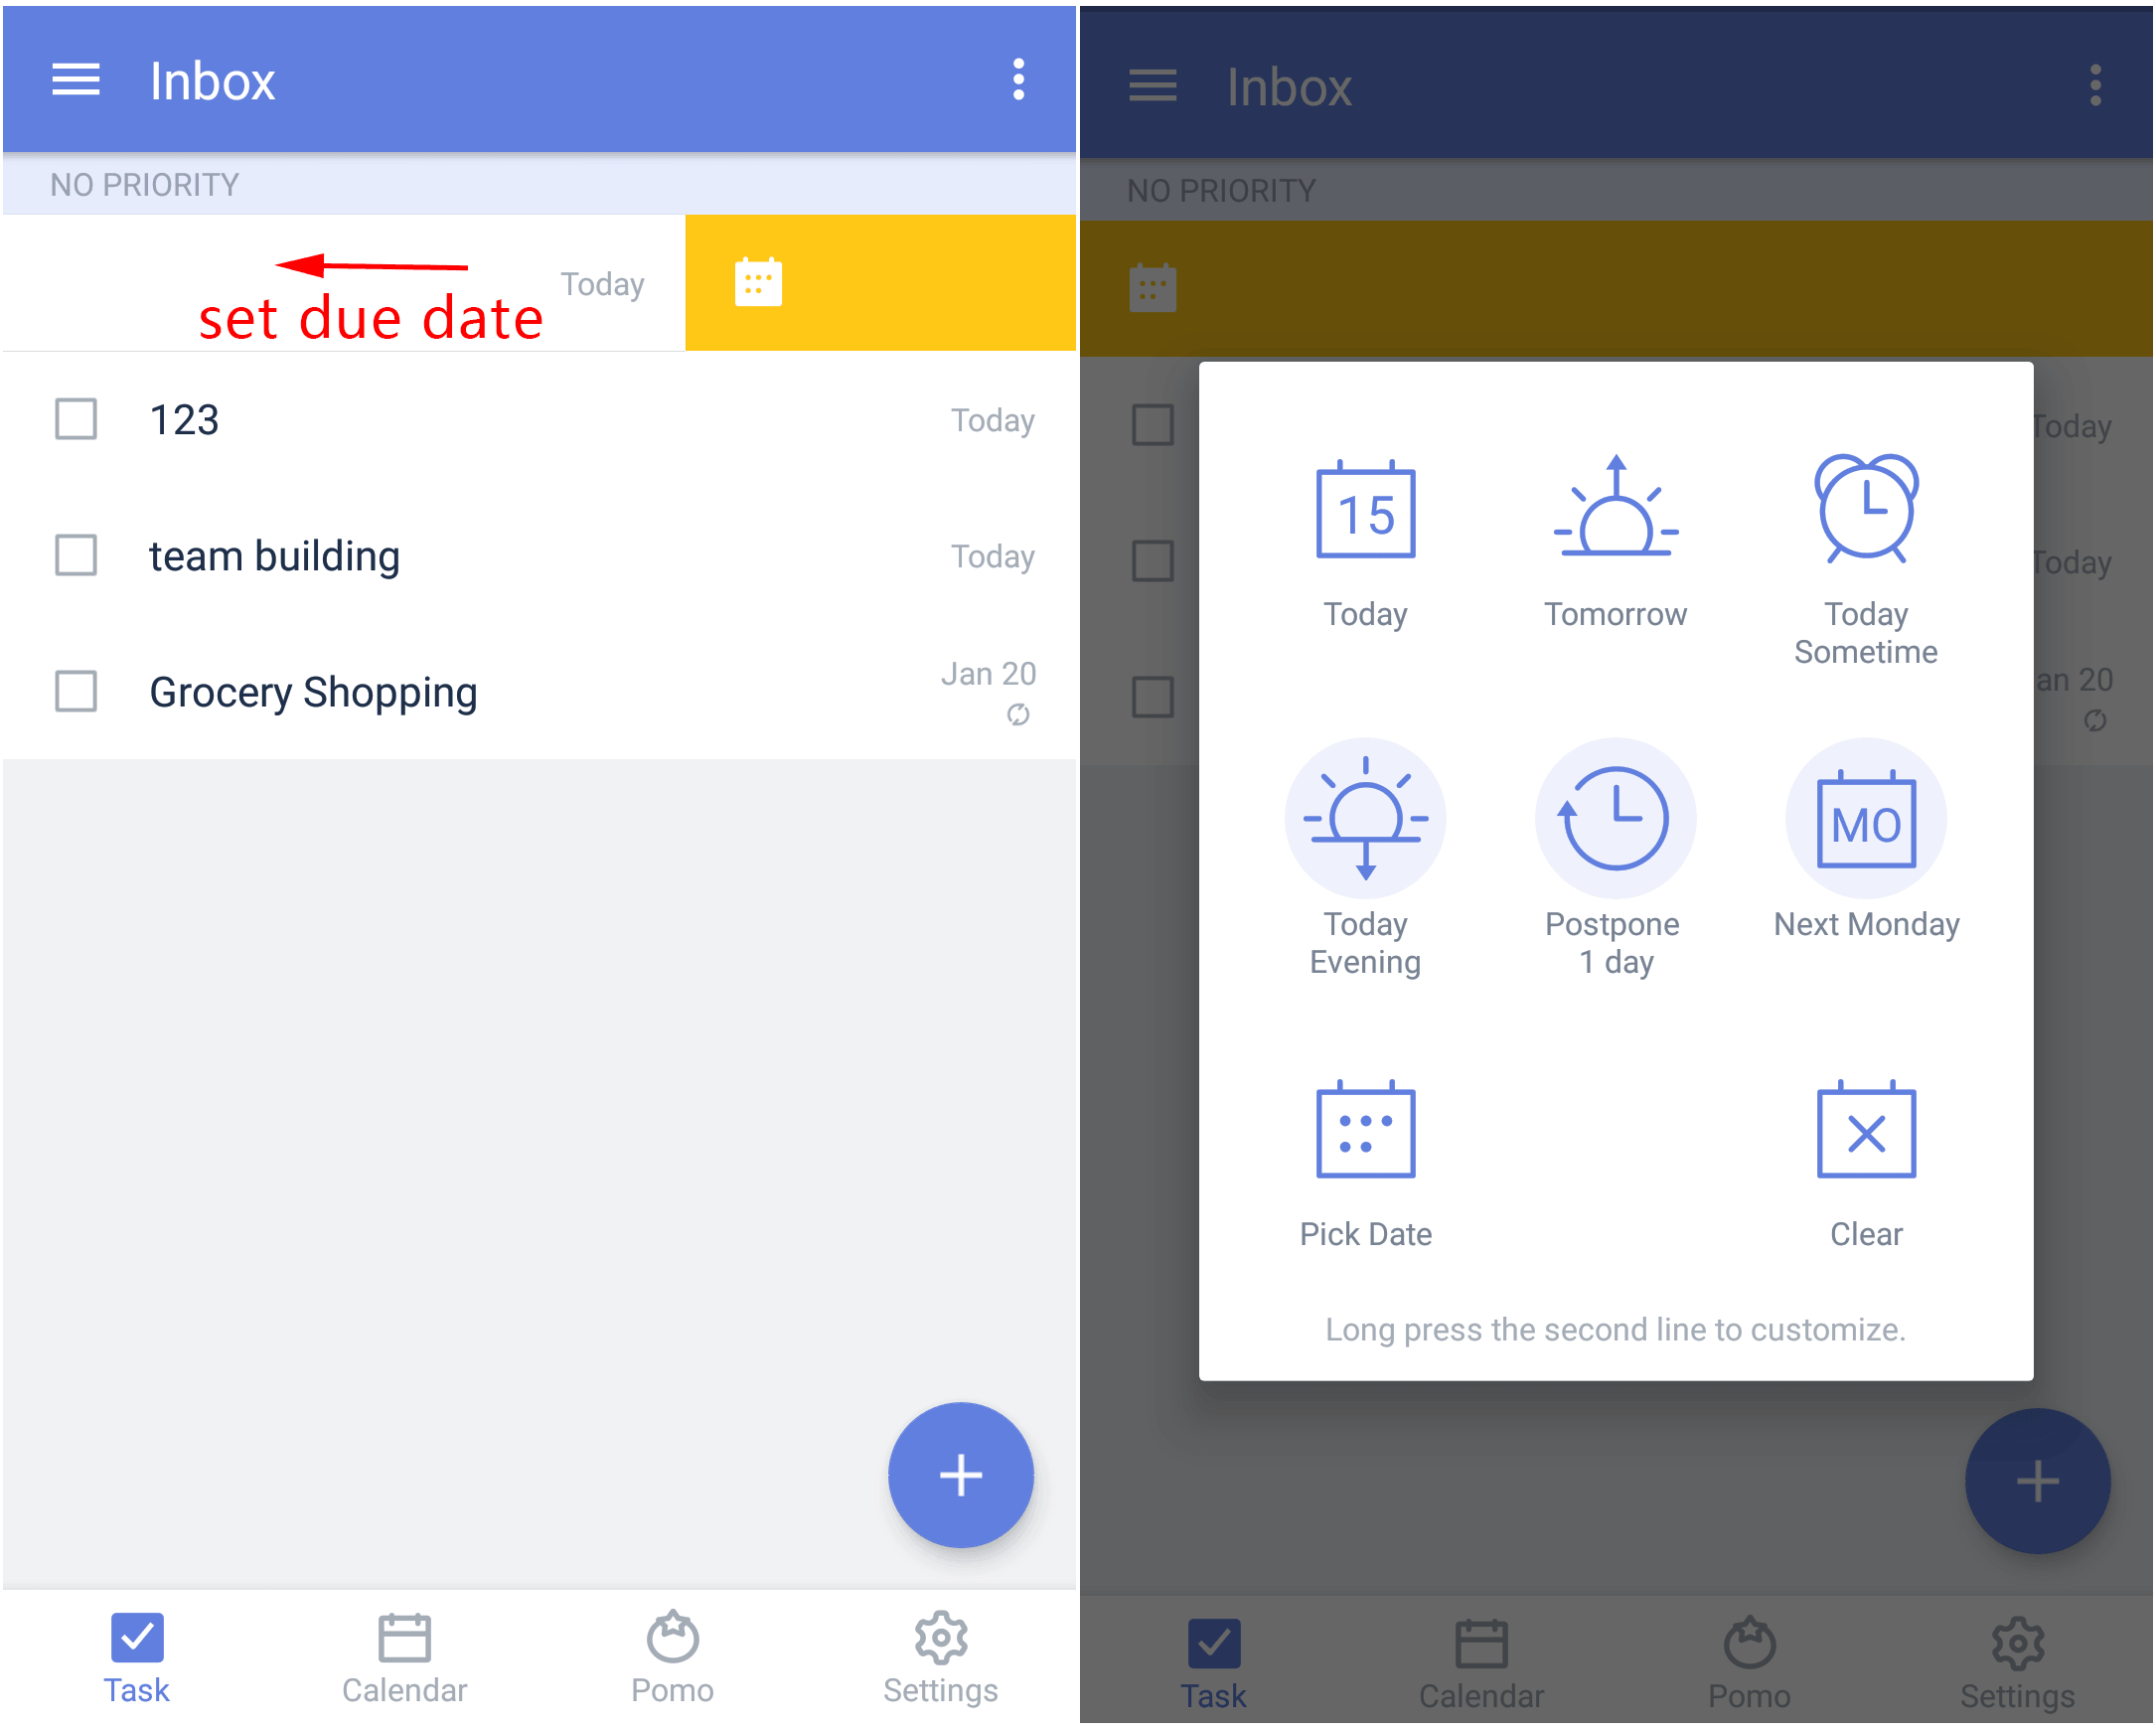 Inbox
NO PRIORITY
Today
set due date
123
Today
team building
Today
Grocery Shopping
Jan 20
Task
Calendar
Pomo
Settings
Inbox
NO PRIORITY
Today
Today
an 20
15
Today
Tomorrow
Today
Sometime
Today
Evening
Postpone
1 day
MO
Next Monday
Pick Date
Clear
Long press the second line to customize.
Task
Calendar
Pomo
Settings